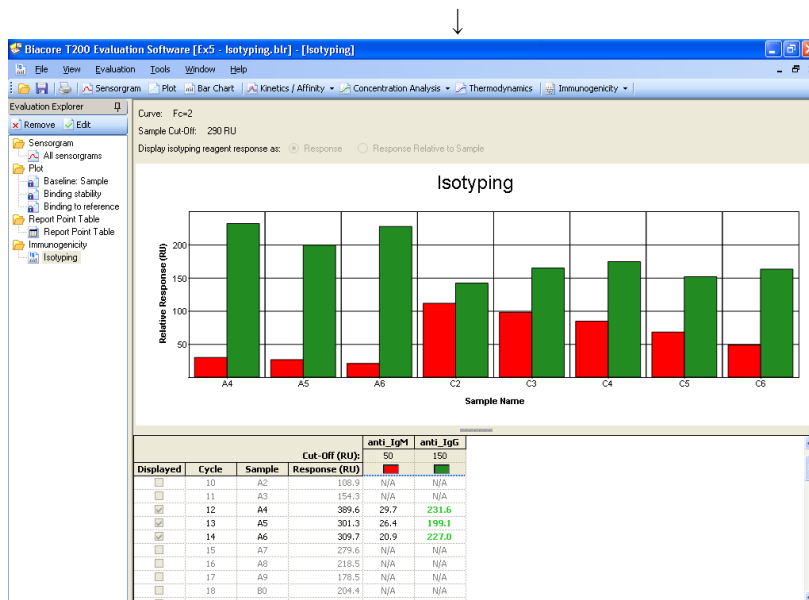 ↓
Biacore T200 Evaluation Software [Ex5 - Isotyping.blr] - [Isotyping]
File View Evaluation Tools Window Help
Sensorgram Plot Bar Chart Kinetics / Affinity Concentration Analysis Thermodynamics Immunogenicity
Evaluation Explorer
Remove Edit
Sensorgram
All sensorgrams
Plot
Baseline: Sample
Binding stability
Binding to reference
Report Point Table
Report Point Table
Immunogenicity
Isotyping
Curve: Fc=2
Sample Cut-Off: 290 RU
Display isotyping reagent response as: Response Response Relative to Sample
Isotyping
Relative Response (RU)
200
150
100
50
A4 A5 A6 C2 C3 C4 C5 C6
Sample Name
anti_IgM anti_IgG
Cut-Off (RU): 50 150
Displayed Cycle Sample Response (RU)
10 A2 108.9 N/A N/A
11 A3 154.3 N/A N/A
12 A4 389.6 29.7 231.6
13 A5 301.3 26.4 199.1
14 A6 309.7 20.9 227.0
15 A7 279.6 N/A N/A
16 A8 218.5 N/A N/A
17 A9 178.5 N/A N/A
18 B0 204.4 N/A N/A